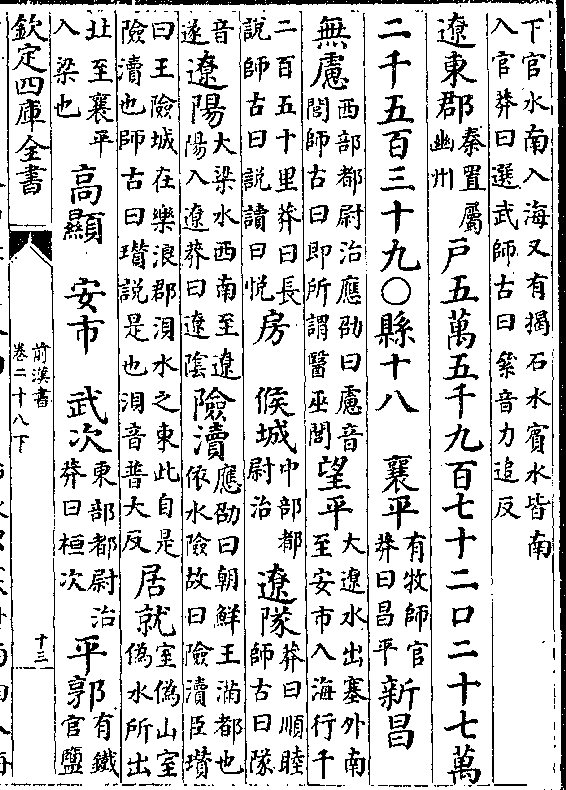 下官水南入海又有揭石水賔水皆南
入官莽曰選武師古曰絫音力追反
遼東郡秦置屬幽州戸五萬五千九百七十二口二十七萬
二千五百三十九○縣十八 襄平有牧師官莽曰昌平新昌
無慮西部都尉治應劭曰慮音閭師古曰即所謂醫巫閭望平大遼水出塞外南至安市入海行千
二百五十里莽曰長説師古曰説讀曰悦房 候城中部都尉治 遼隊莽曰順睦師古曰隊
音遂遼陽大梁水西南至遼陽入遼莽曰遼陰險瀆應劭曰朝鮮王滿都也依水險故曰險瀆臣瓚
曰王險城在樂浪郡浿水之東此自是險瀆也師古曰瓚説是也浿音普大反居就室偽山室偽水所出
北至襄平入梁也 高顯 安市 武次東部都尉治莽曰桓次平郭有鐵官鹽
欽定四庫全書
前漢書
卷二十八下
十三